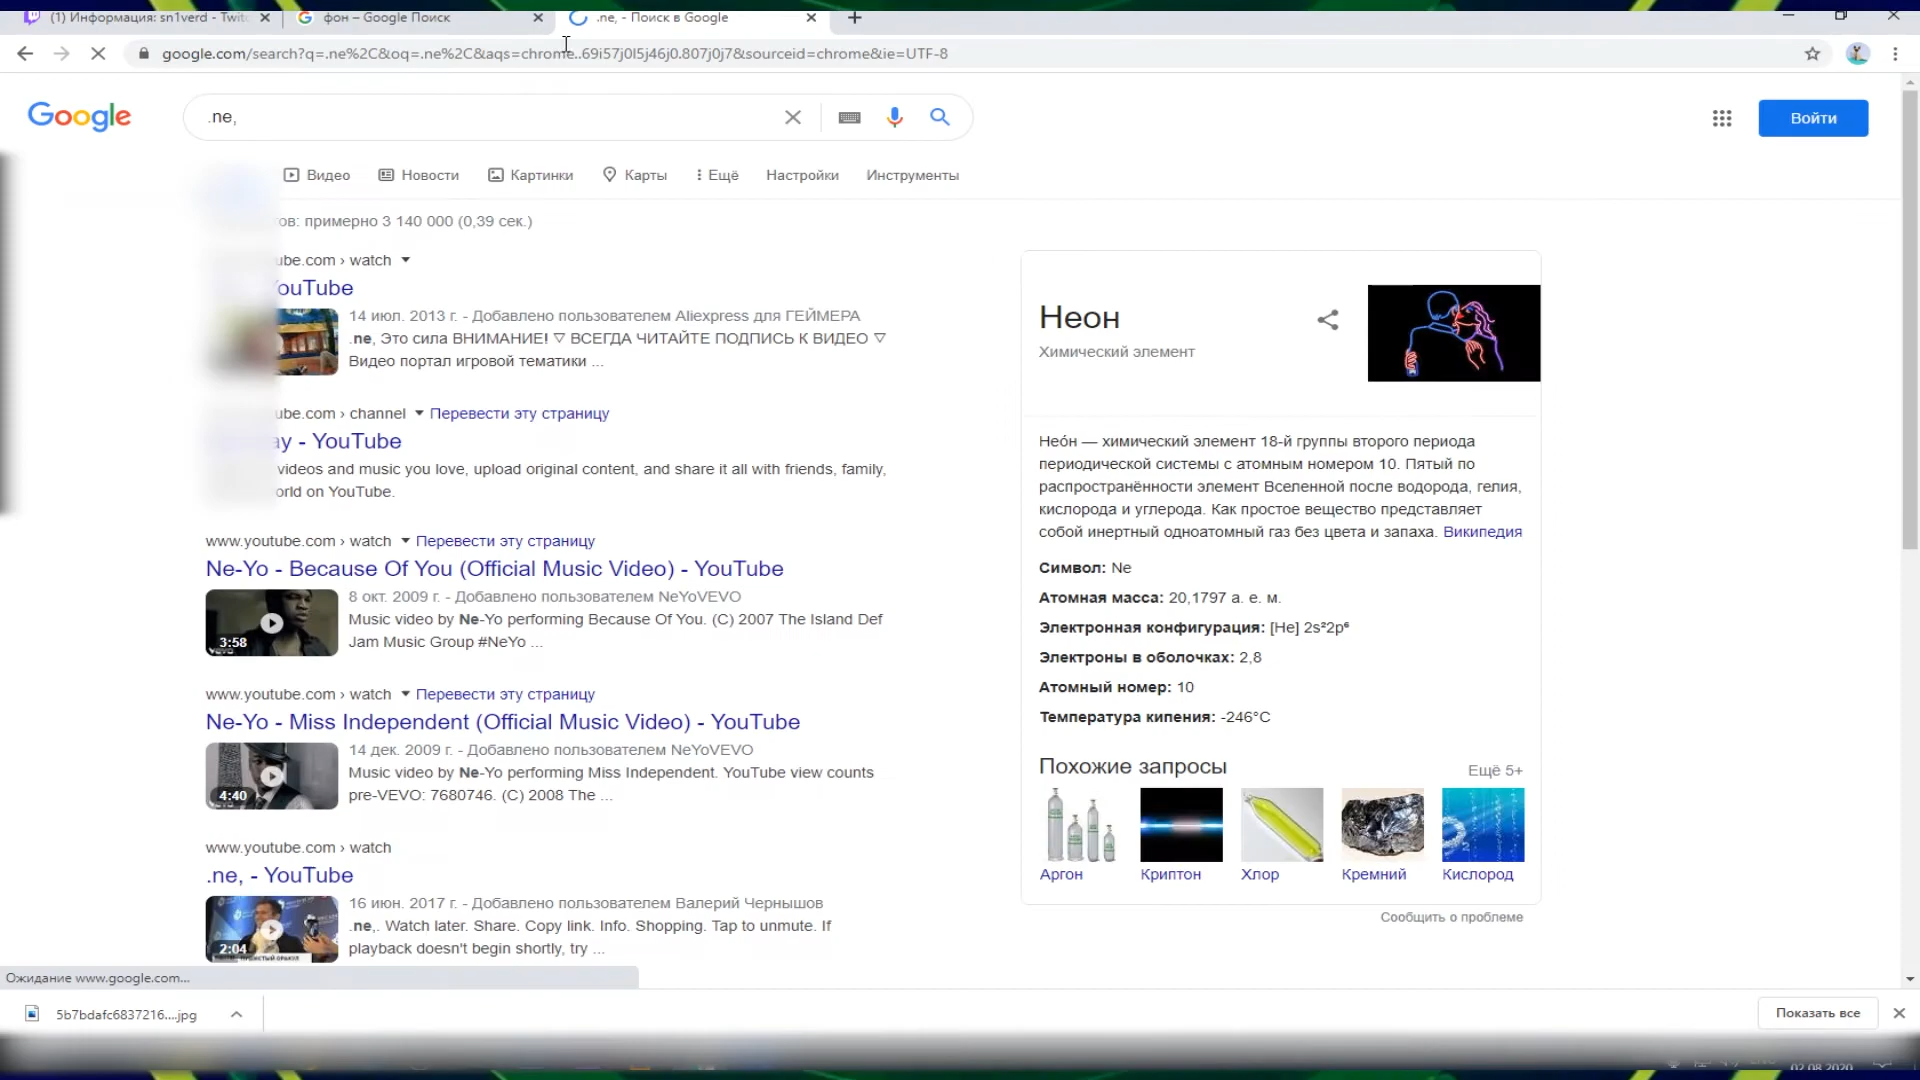 (1) Информация: sn1verd - Twitc
фон – Google Поиск
.ne, - Поиск в Google
google.com/search?q=.ne%2C&oq=.ne%2C&aqs=chrome..69i57j0l5j46j0.807j0j7&sourceid=chrome&ie=UTF-8
Google
.ne,
Войти
Видео
Новости
Картинки
Карты
Ещё
Настройки
Инструменты
ов: примерно 3 140 000 (0,39 сек.)
ube.com › watch
YouTube
14 июл. 2013 г. - Добавлено пользователем Aliexpress для ГЕЙМЕРА
.ne, Это сила ВНИМАНИЕ! ▽ ВСЕГДА ЧИТАЙТЕ ПОДПИСЬ К ВИДЕО ▽
Видео портал игровой тематики ...
ube.com › channel Перевести эту страницу
ay - YouTube
videos and music you love, upload original content, and share it all with friends, family,
orld on YouTube.
www.youtube.com › watch Перевести эту страницу
Ne-Yo - Because Of You (Official Music Video) - YouTube
8 окт. 2009 г. - Добавлено пользователем NeYoVEVO
Music video by Ne-Yo performing Because Of You. (C) 2007 The Island Def
Jam Music Group #NeYo ...
3:58
www.youtube.com › watch Перевести эту страницу
Ne-Yo - Miss Independent (Official Music Video) - YouTube
14 дек. 2009 г. - Добавлено пользователем NeYoVEVO
Music video by Ne-Yo performing Miss Independent. YouTube view counts
pre-VEVO: 7680746. (C) 2008 The ...
4:40
www.youtube.com › watch
.ne, - YouTube
16 июн. 2017 г. - Добавлено пользователем Валерий Чернышов
.ne,. Watch later. Share. Copy link. Info. Shopping. Tap to unmute. If
playback doesn't begin shortly, try ...
2:04
Неон
Химический элемент
Нео́н — химический элемент 18-й группы второго периода
периодической системы с атомным номером 10. Пятый по
распространённости элемент Вселенной после водорода, гелия,
кислорода и углерода. Как простое вещество представляет
собой инертный одноатомный газ без цвета и запаха. Википедия
Символ: Ne
Атомная масса: 20,1797 а. е. м.
Электронная конфигурация: [He] 2s²2p⁶
Электроны в оболочках: 2,8
Атомный номер: 10
Температура кипения: -246°C
Похожие запросы
Ещё 5+
Аргон
Криптон
Хлор
Кремний
Кислород
Сообщить о проблеме
Ожидание www.google.com...
5b7bdafc6837216....jpg
Показать все
02.08.2020